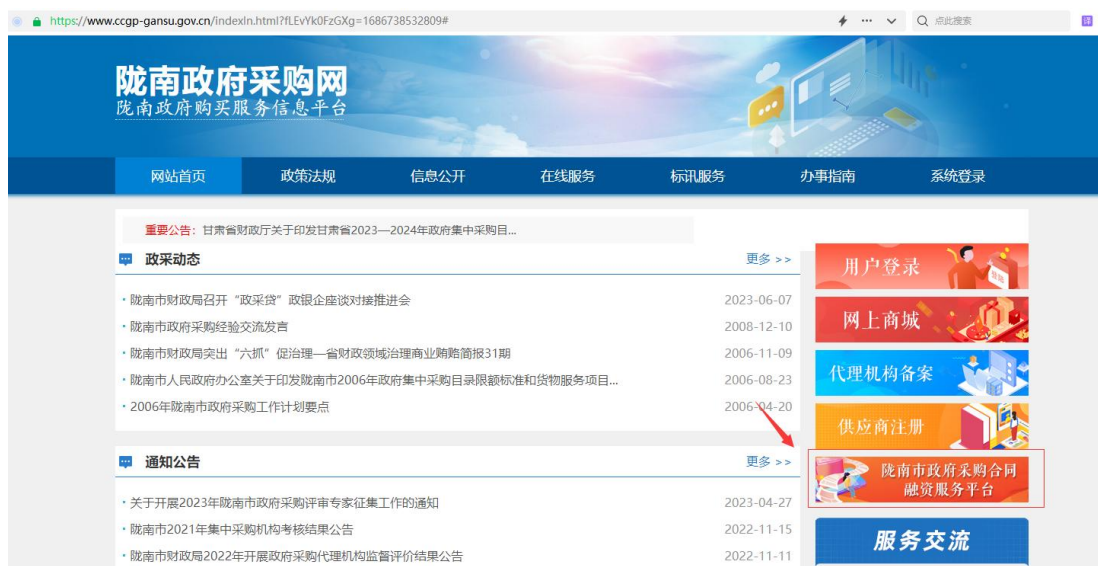 https://www.ccgp-gansu.gov.cn/indexln.html?fLEvYk0FzGXg=1686738532809#
点此搜索
译
陇南政府采购网
陇南政府购买服务信息平台
网站首页 政策法规 信息公开 在线服务 标讯服务 办事指南 系统登录
重要公告：甘肃省财政厅关于印发甘肃省2023—2024年政府集中采购目...
政采动态 更多 >>
·陇南市财政局召开“政采贷”政银企座谈对接推进会 2023-06-07
·陇南市政府采购经验交流发言 2008-12-10
·陇南市财政局突出“六抓”促治理—省财政领域治理商业贿赂简报31期 2006-11-09
·陇南市人民政府办公室关于印发陇南市2006年政府集中采购目录限额标准和货物服务项目... 2006-08-23
·2006年陇南市政府采购工作计划要点 2006-04-20
通知公告 更多 >>
·关于开展2023年陇南市政府采购评审专家征集工作的通知 2023-04-27
·陇南市2021年集中采购机构考核结果公告 2022-11-15
·陇南市财政局2022年开展政府采购代理机构监督评价结果公告 2022-11-11
用户登录
网上商城
代理机构备案
供应商注册
陇南市政府采购合同
融资服务平台
服务交流